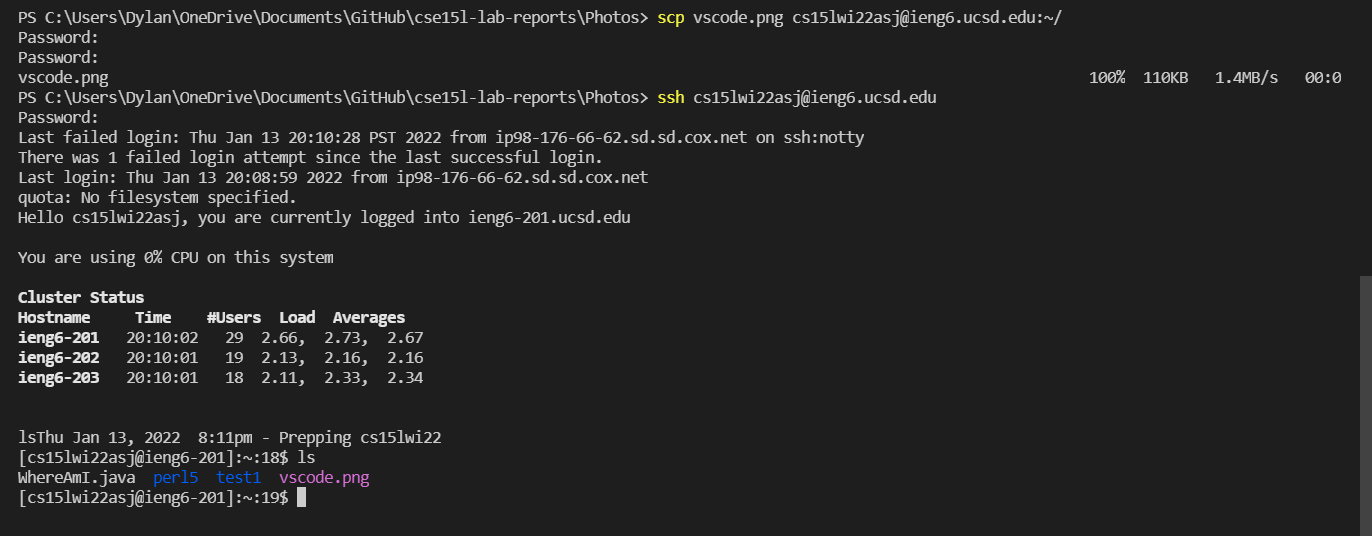 PS C:\Users\Dylan\OneDrive\Documents\GitHub\cse15l-lab-reports\Photos> scp vscode.png cs15lwi22asj@ieng6.ucsd.edu:~/
Password:
Password:
vscode.png 100% 110KB 1.4MB/s 00:0
PS C:\Users\Dylan\OneDrive\Documents\GitHub\cse15l-lab-reports\Photos> ssh cs15lwi22asj@ieng6.ucsd.edu
Password:
Last failed login: Thu Jan 13 20:10:28 PST 2022 from ip98-176-66-62.sd.sd.cox.net on ssh:notty
There was 1 failed login attempt since the last successful login.
Last login: Thu Jan 13 20:08:59 2022 from ip98-176-66-62.sd.sd.cox.net
quota: No filesystem specified.
Hello cs15lwi22asj, you are currently logged into ieng6-201.ucsd.edu
You are using 0% CPU on this system
Cluster Status
Hostname Time #Users Load Averages
ieng6-201 20:10:02 29 2.66, 2.73, 2.67
ieng6-202 20:10:01 19 2.13, 2.16, 2.16
ieng6-203 20:10:01 18 2.11, 2.33, 2.34
lsThu Jan 13, 2022 8:11pm - Prepping cs15lwi22
[cs15lwi22asj@ieng6-201]:~:18$ ls
WhereAmI.java perl5 test1 vscode.png
[cs15lwi22asj@ieng6-201]:~:19$